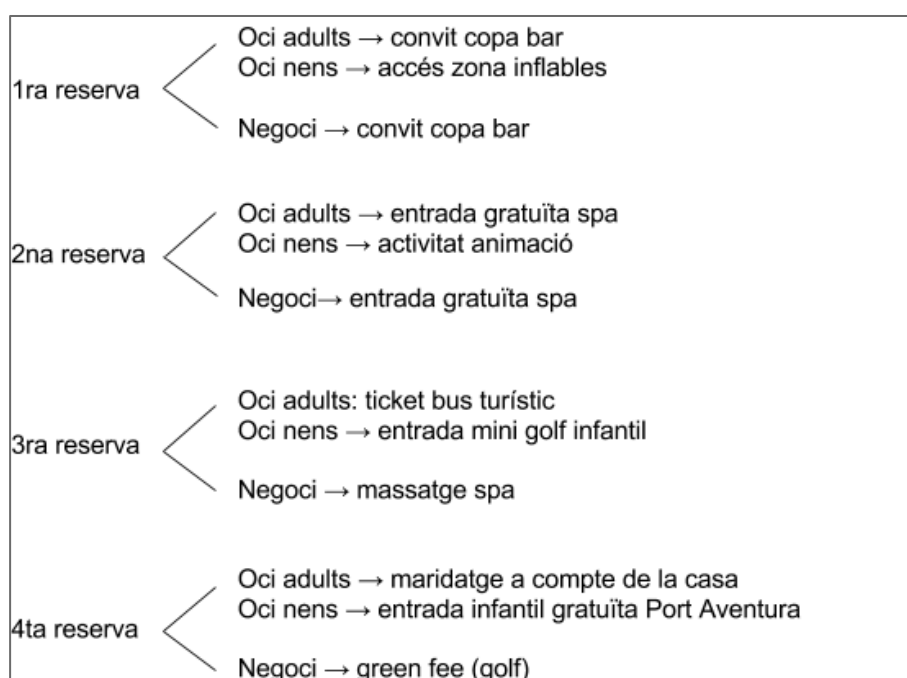 Oci adults → convit copa bar
Oci nens → accés zona inflables
1ra reserva
Negoci → convit copa bar
Oci adults → entrada gratuïta spa
Oci nens → activitat animació
2na reserva
Negoci→ entrada gratuïta spa
Oci adults: ticket bus turístic
Oci nens → entrada mini golf infantil
3ra reserva
Negoci → massatge spa
Oci adults → maridatge a compte de la casa
Oci nens → entrada infantil gratuïta Port Aventura
4ta reserva
Negoci → green fee (golf)